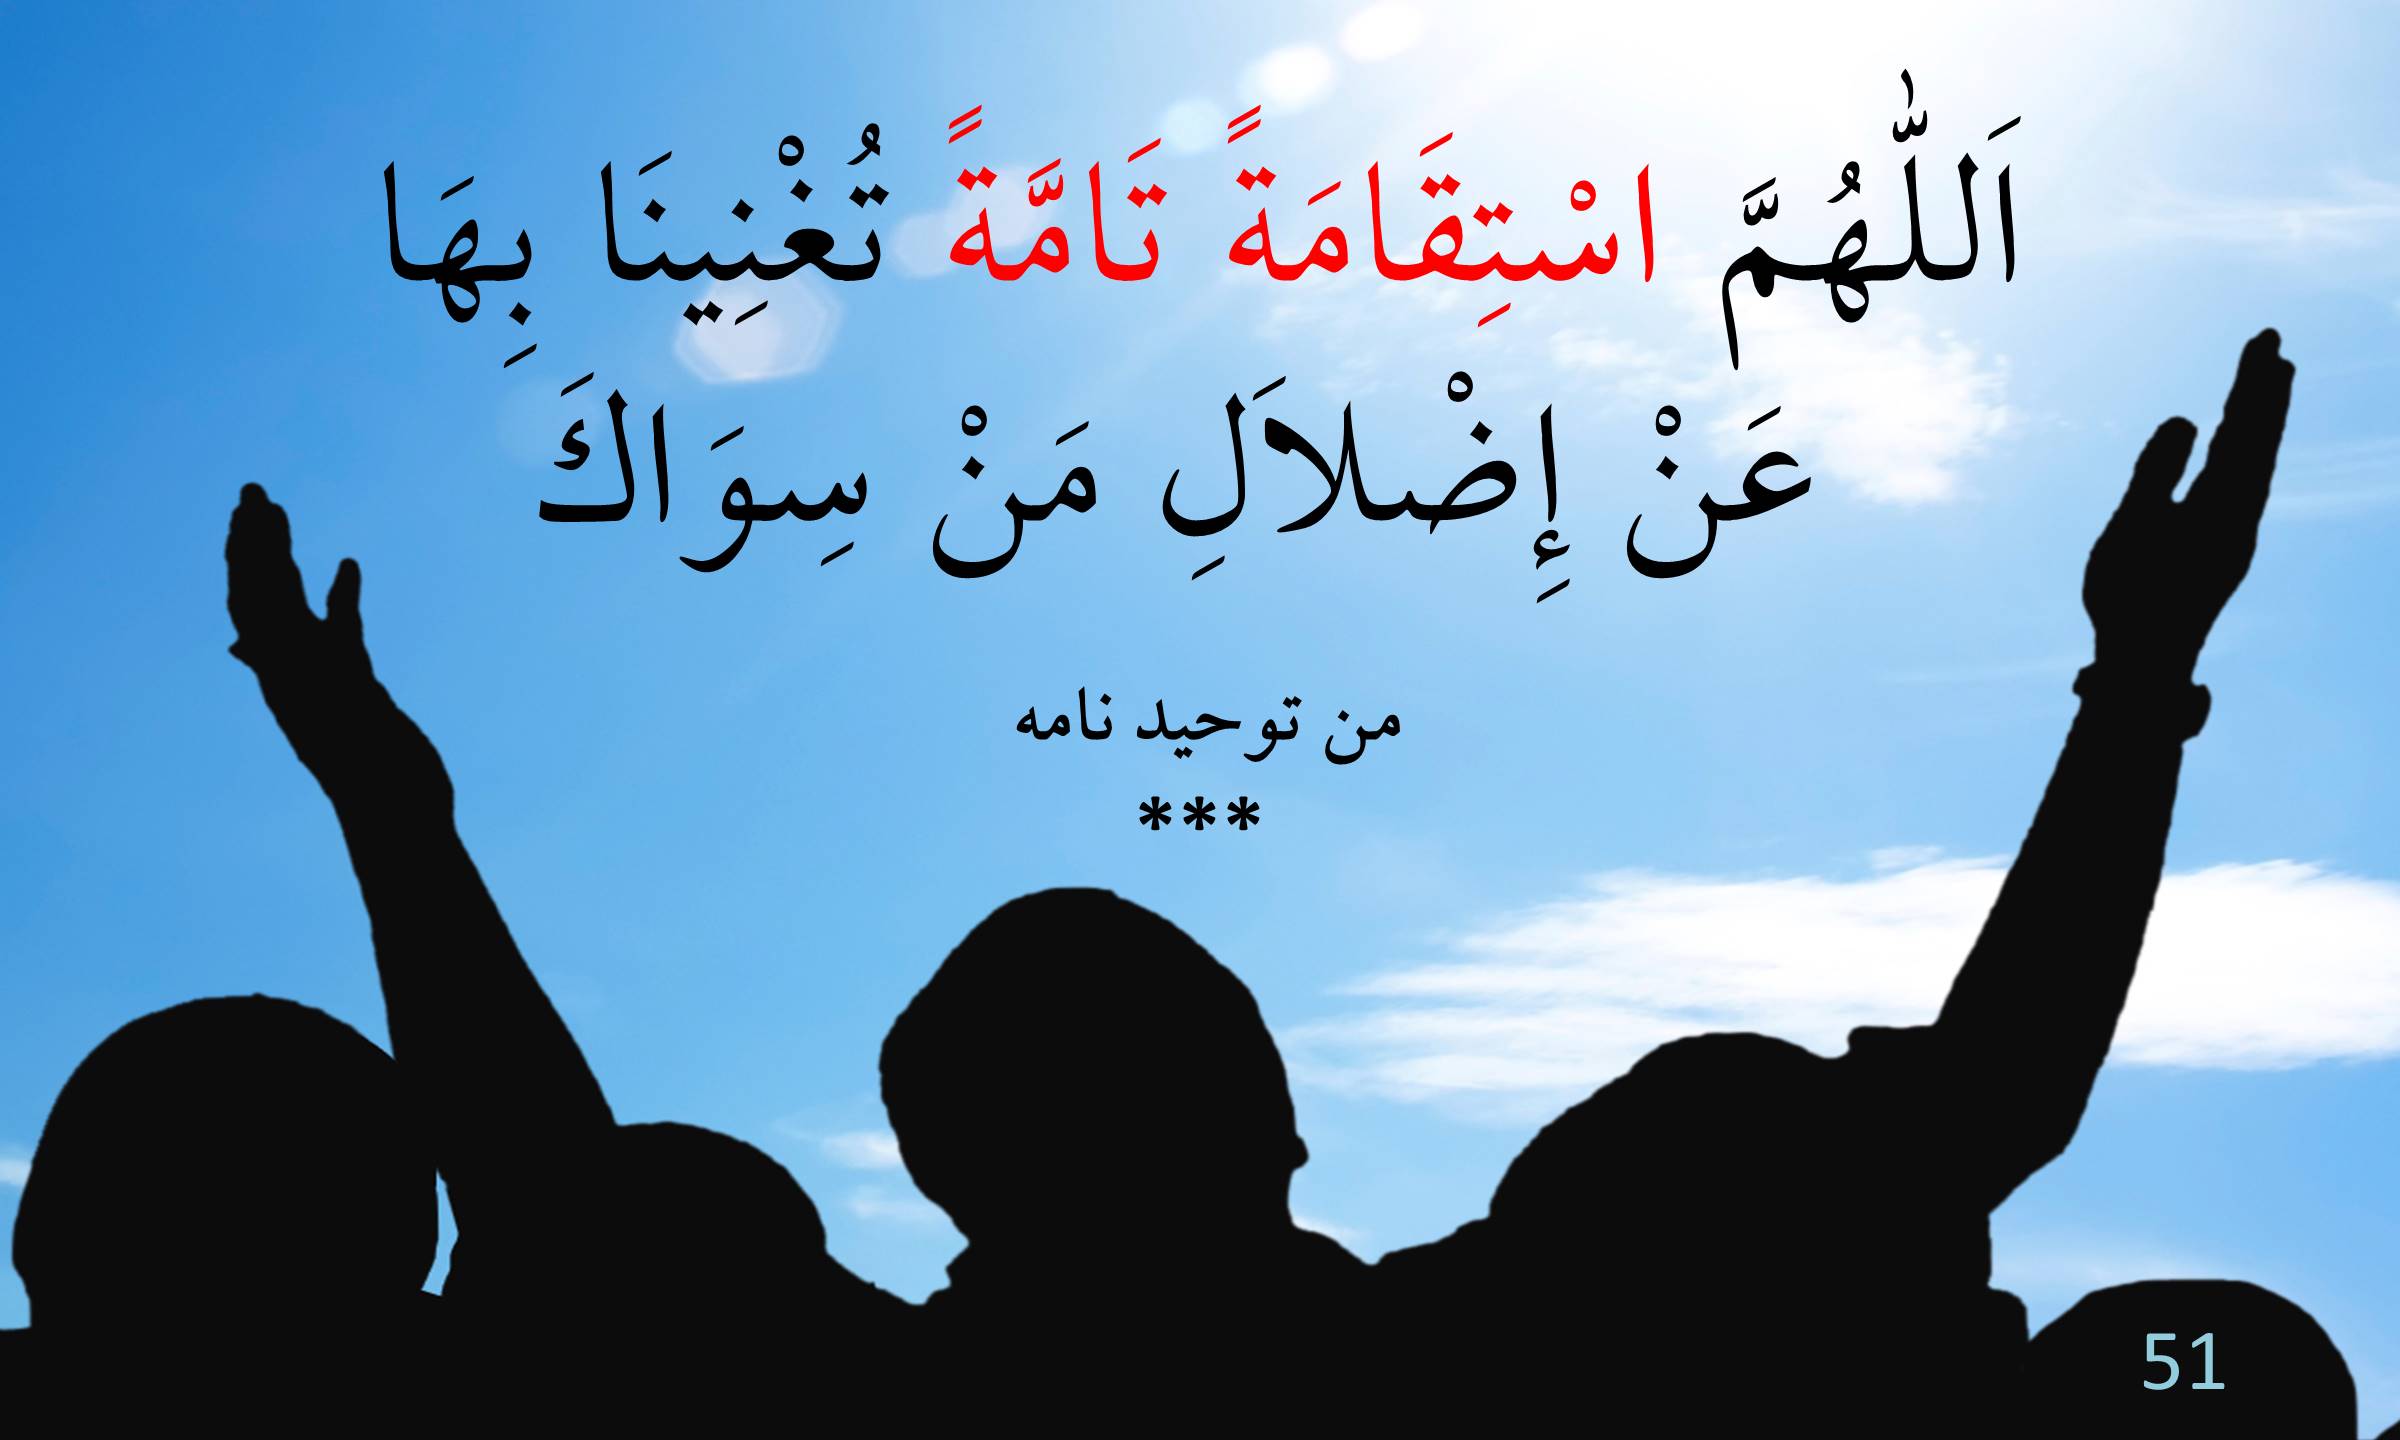 اَللّٰهُمَّ اسْتِقَامَةً تَامَّةً تُغْنِينَا بِهَا
عَنْ إِضْلاَلِ مَنْ سِوَاكَ
من توحيد نامه
***
51